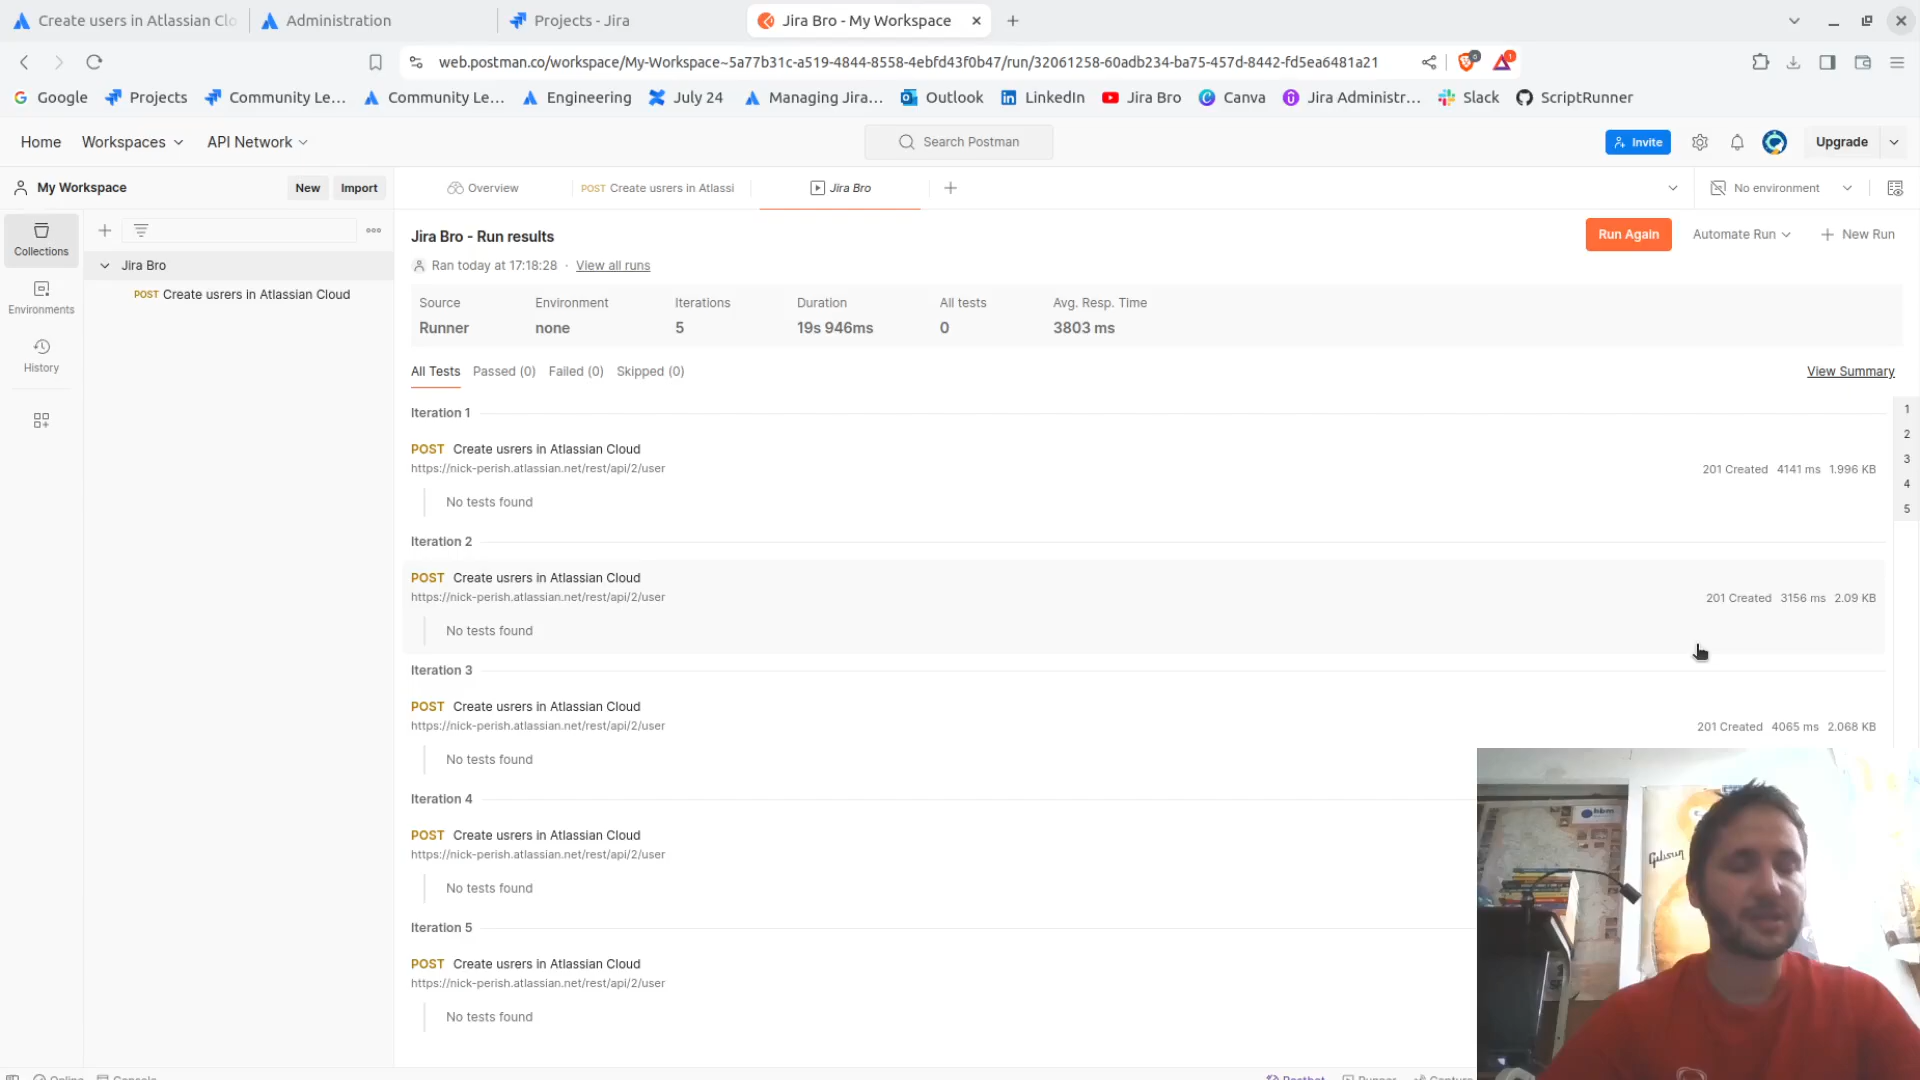 Create users in Atlassian Clo
Administration
Projects - Jira
Jira Bro - My Workspace
web.postman.co/workspace/My-Workspace~5a77b31c-a519-4844-8558-4ebfd43f0b47/run/32061258-60adb234-ba75-457d-8442-fd5ea6481a21
Google
Projects
Community Le...
Community Le...
Engineering
July 24
Managing Jira...
Outlook
LinkedIn
Jira Bro
Canva
Jira Administr...
Slack
ScriptRunner
Home
Workspaces
API Network
Search Postman
Invite
Upgrade
My Workspace
New
Import
Overview
POST Create users in Atlassi
Jira Bro
No environment
Collections
Environments
History
Jira Bro
POST Create usrers in Atlassian Cloud
Jira Bro - Run results
Run Again
Automate Run
New Run
Ran today at 17:18:28 · View all runs
Source
Environment
Iterations
Duration
All tests
Avg. Resp. Time
Runner
none
5
19s 946ms
0
3803 ms
All Tests
Passed (0)
Failed (0)
Skipped (0)
View Summary
1
2
3
4
5
Iteration 1
POST Create usrers in Atlassian Cloud
https://nick-perish.atlassian.net/rest/api/2/user
201 Created 4141 ms 1.996 KB
No tests found
Iteration 2
POST Create usrers in Atlassian Cloud
https://nick-perish.atlassian.net/rest/api/2/user
201 Created 3156 ms 2.09 KB
No tests found
Iteration 3
POST Create usrers in Atlassian Cloud
https://nick-perish.atlassian.net/rest/api/2/user
201 Created 4065 ms 2.068 KB
No tests found
Iteration 4
POST Create usrers in Atlassian Cloud
https://nick-perish.atlassian.net/rest/api/2/user
No tests found
Iteration 5
POST Create usrers in Atlassian Cloud
https://nick-perish.atlassian.net/rest/api/2/user
No tests found
Gibson
Online
Console
Postbot
Runner
Capture